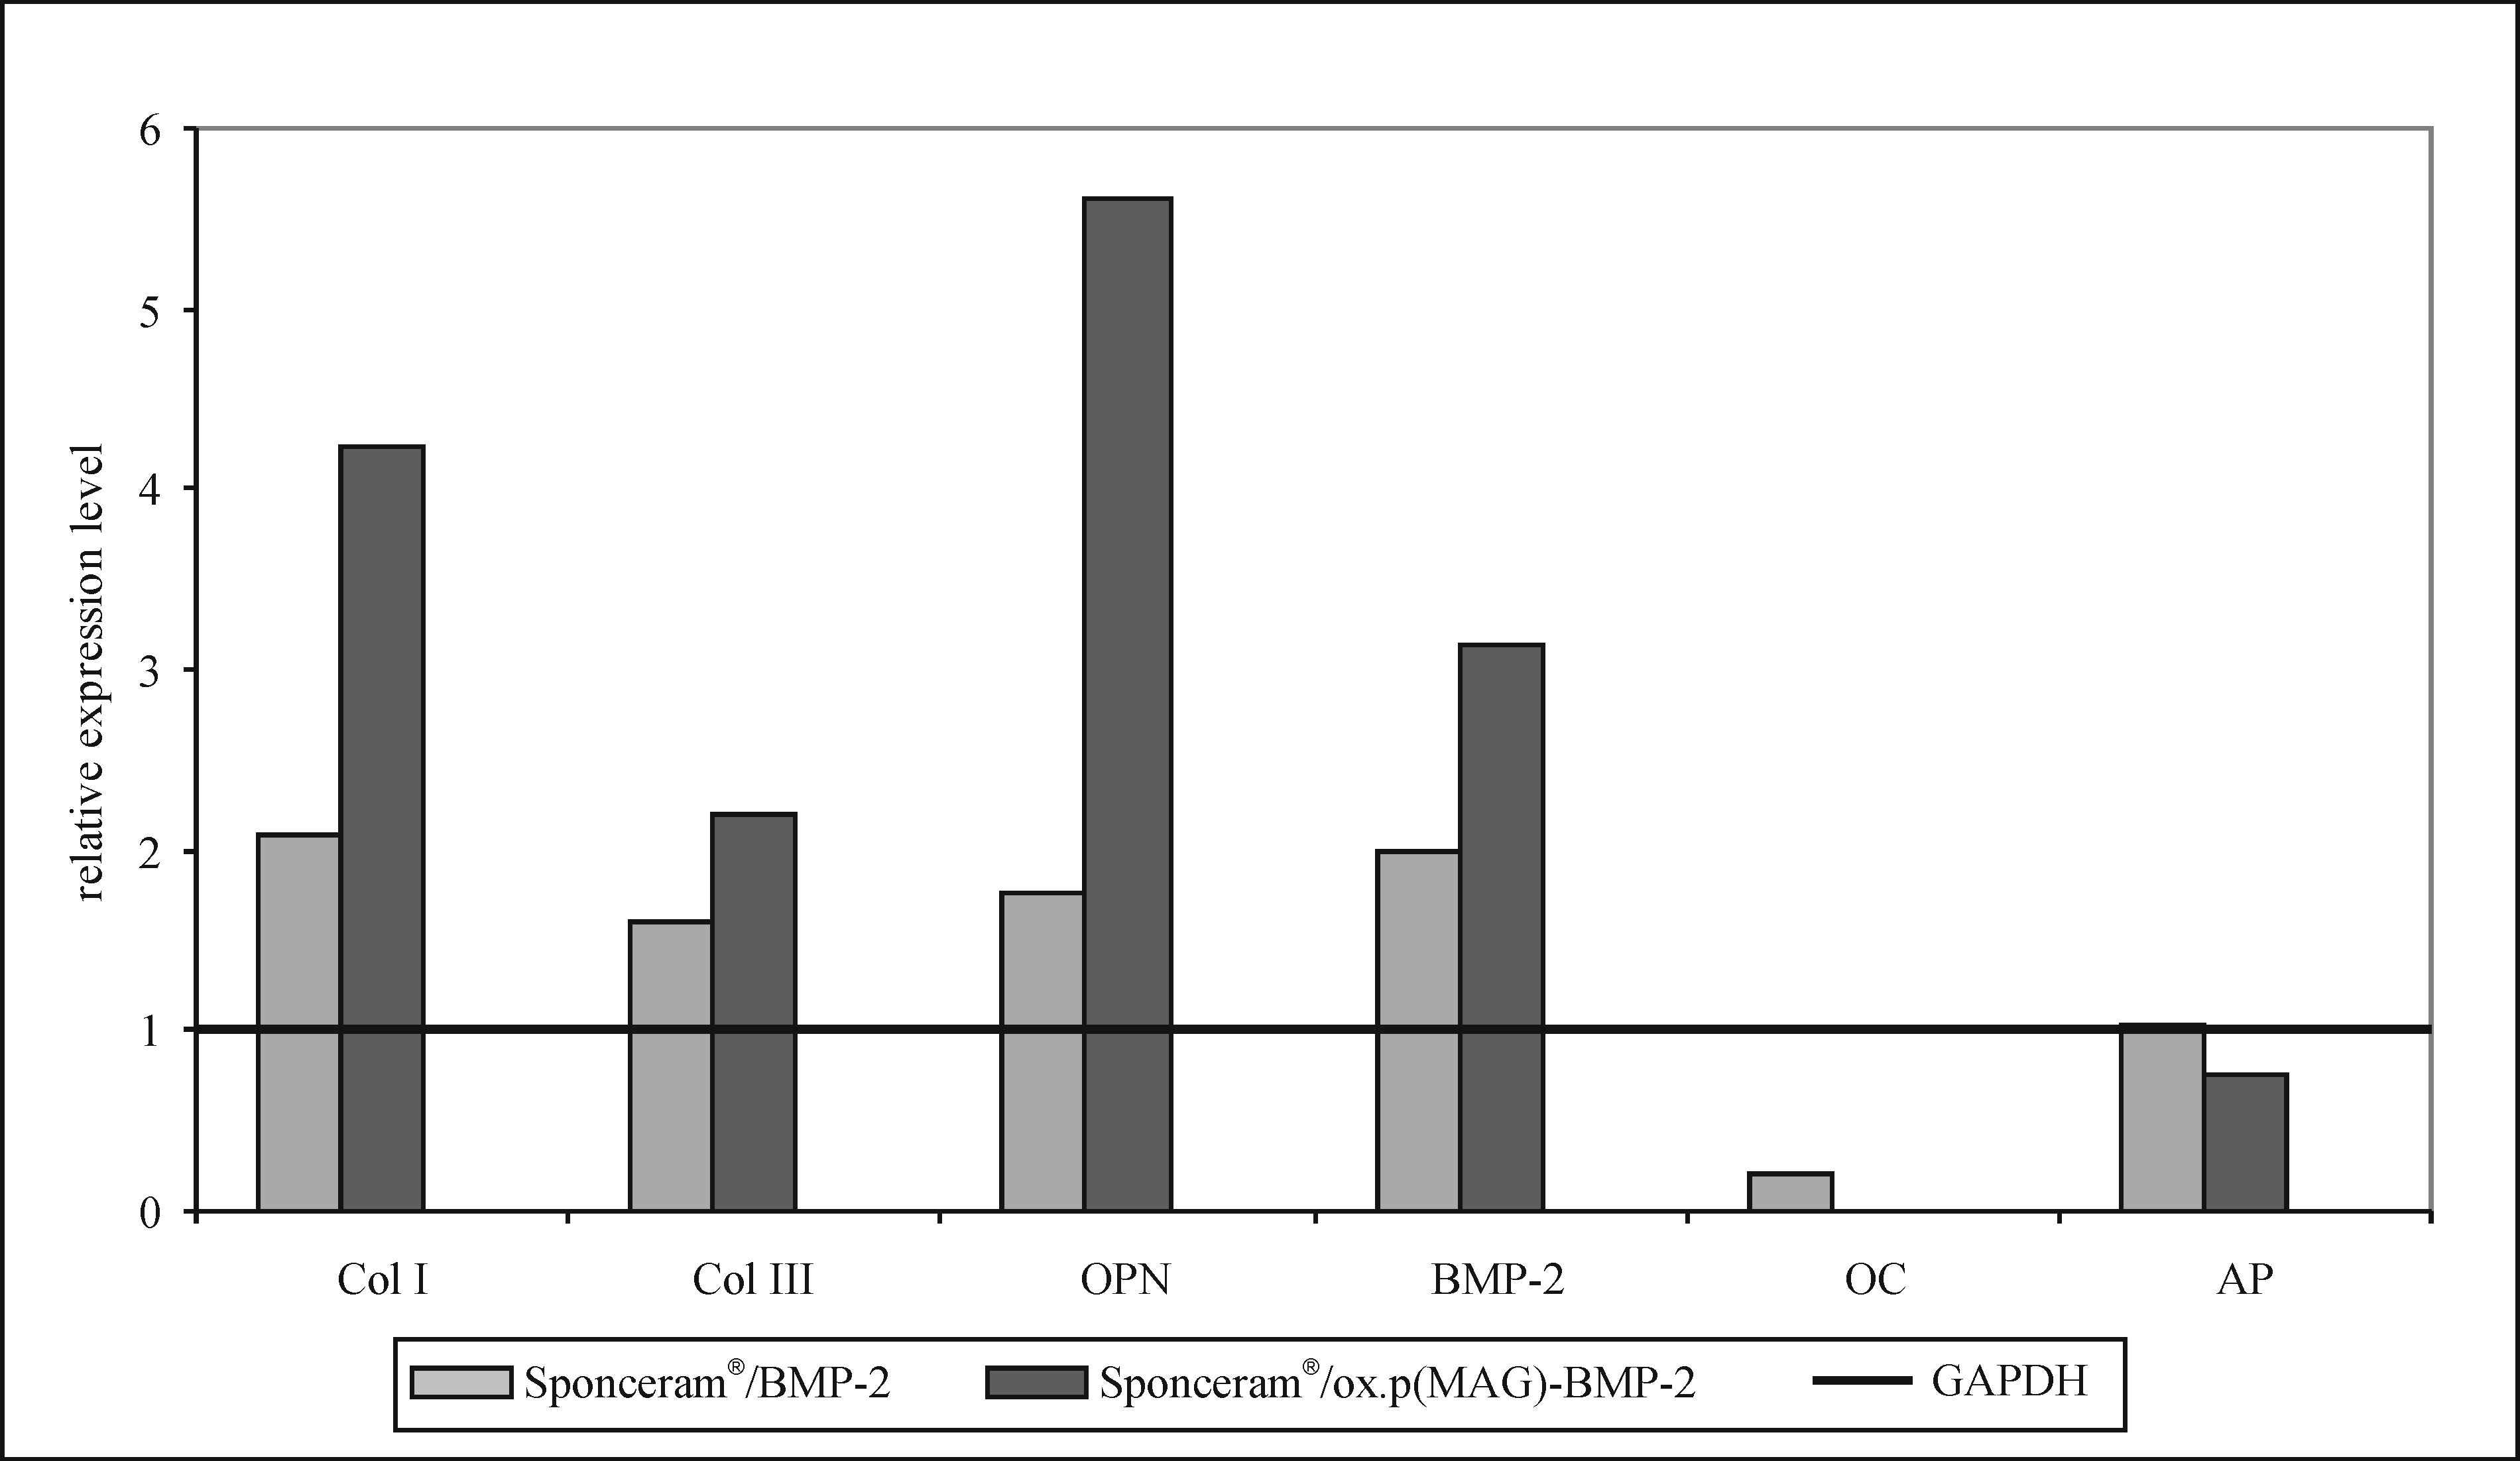 6
5
4
3
2
1
0
relative expression level
Col I Col III OPN BMP-2 OC AP
Sponceram®/BMP-2 Sponceram®/ox.p(MAG)-BMP-2 GAPDH